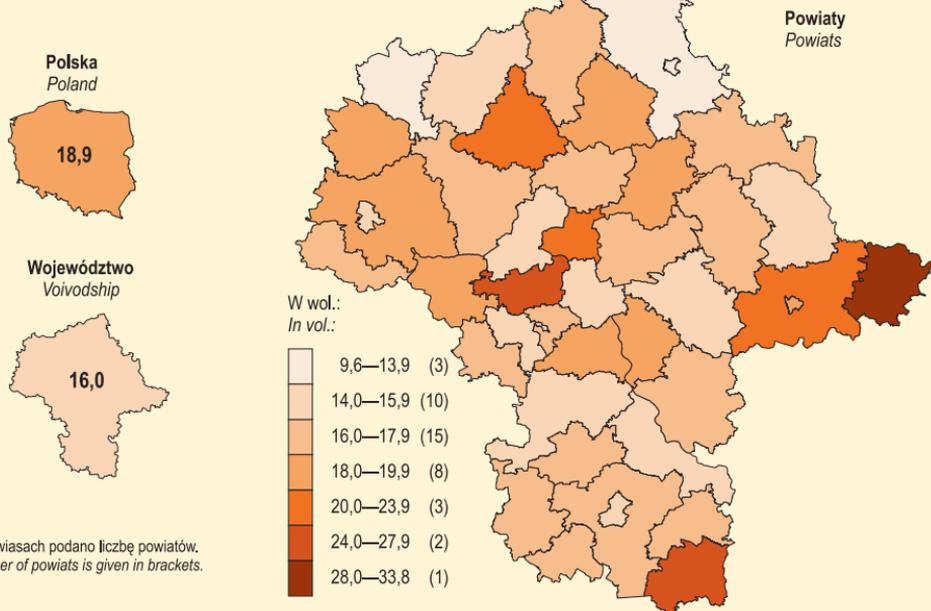 Powiaty
Powiats
Polska
Poland
18,9
Województwo
Voivodship
16,0
W wol.:
In vol.:
9,6—13,9 (3)
14,0—15,9 (10)
16,0—17,9 (15)
18,0—19,9 (8)
20,0—23,9 (3)
24,0—27,9 (2)
28,0—33,8 (1)
podano liczbę powiatów.
of powiats is given in brackets.